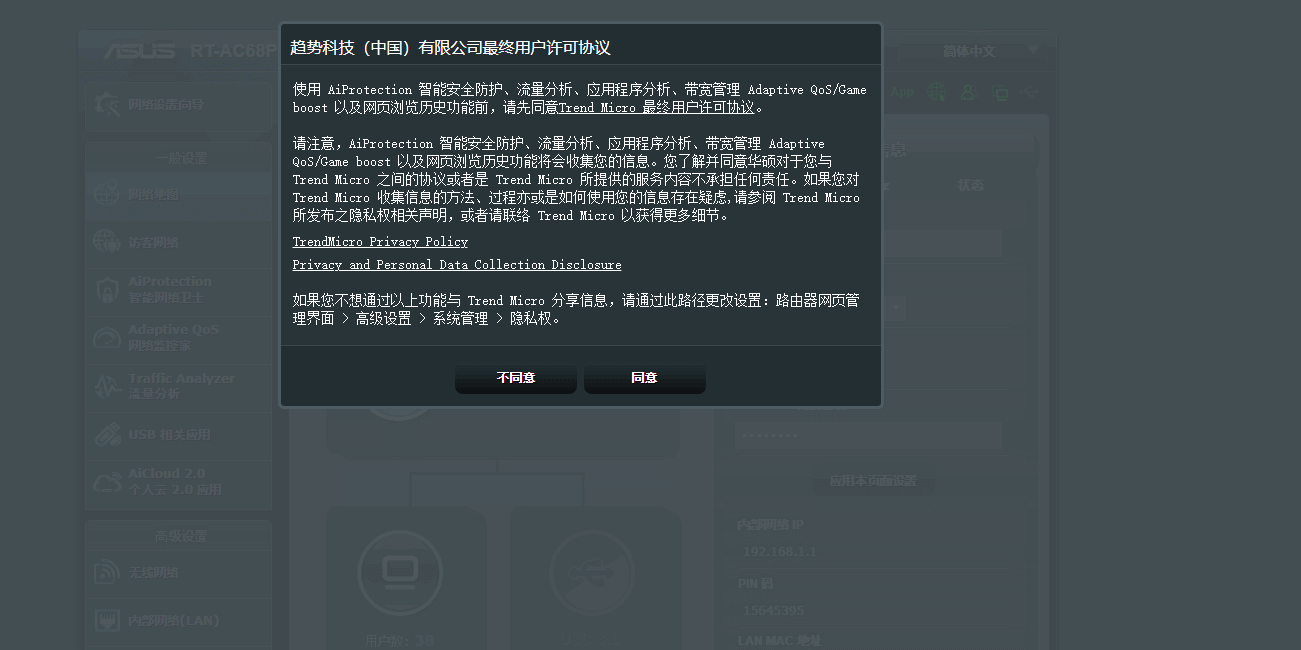 趋势科技（中国）有限公司最终用户许可协议
使用 AiProtection 智能安全防护、流量分析、应用程序分析、带宽管理 Adaptive QoS/Game
boost 以及网页浏览历史功能前，请先同意Trend Micro 最终用户许可协议。
请注意，AiProtection 智能安全防护、流量分析、应用程序分析、带宽管理 Adaptive
QoS/Game boost 以及网页浏览历史功能将会收集您的信息。您了解并同意华硕对于您与
Trend Micro 之间的协议或者是 Trend Micro 所提供的服务内容不承担任何责任。如果您对
Trend Micro 收集信息的方法、过程亦或是如何使用您的信息存在疑虑,请参阅 Trend Micro
所发布之隐私权相关声明，或者请联络 Trend Micro 以获得更多细节。
TrendMicro Privacy Policy
Privacy and Personal Data Collection Disclosure
如果您不想通过以上功能与 Trend Micro 分享信息，请通过此路径更改设置：路由器网页管
理界面 > 高级设置 > 系统管理 > 隐私权。
不同意 同意
ASUS RT-AC68P
简体中文
App
网络设置向导
一般设置
网络地图
访客网络
AiProtection
智能网络卫士
Adaptive QoS
网络监控家
Traffic Analyzer
流量分析
USB 相关应用
AiCloud 2.0
个人云 2.0 应用
高级设置
无线网络
内部网络(LAN)
用户数: 38
状态
应用本页面设置
内部网络 IP
192.168.1.1
PIN 码
15645395
LAN MAC 地址